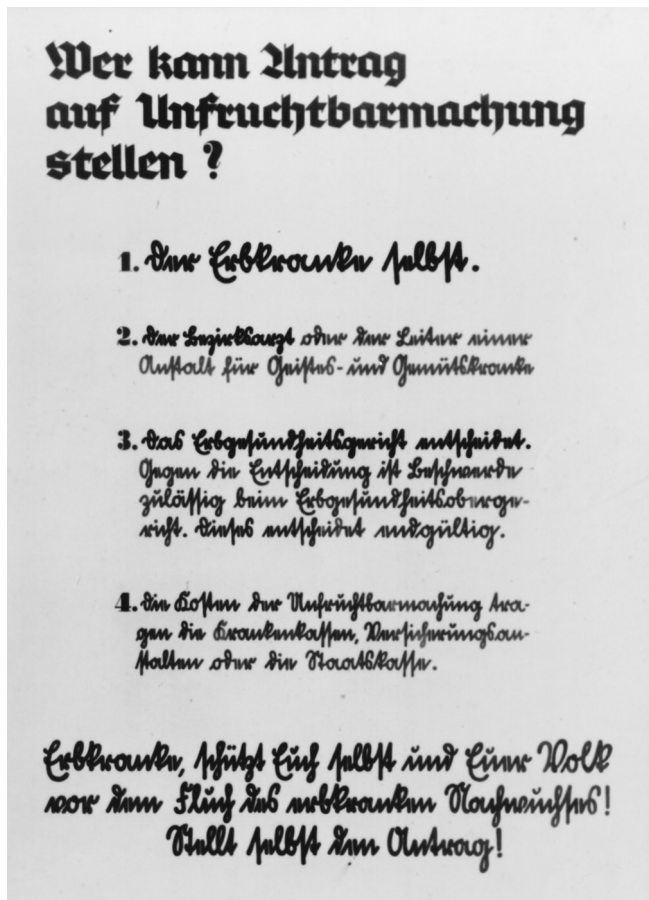 Wer kann Antrag
auf Unfruchtbarmachung
stellen ?
1. Der Erbkranke selbst.
2. Der Bezirksarzt oder der Leiter einer
Anstalt für Geistes- und Gemütskranke
3. Das Erbgesundheitsgericht entscheidet.
Gegen die Entscheidung ist Beschwerde
zulässig beim Erbgesundheitsoberge-
richt. Dieses entscheidet endgültig.
4. Die Kosten der Unfruchtbarmachung tra-
gen die Krankenkassen, Versicherungsan-
stalten oder die Staatskasse.
Erbkranke, schützt Euch selbst und Euer Volk
vor dem Fluch des erbkranken Nachwuchses!
Stellt selbst den Antrag!